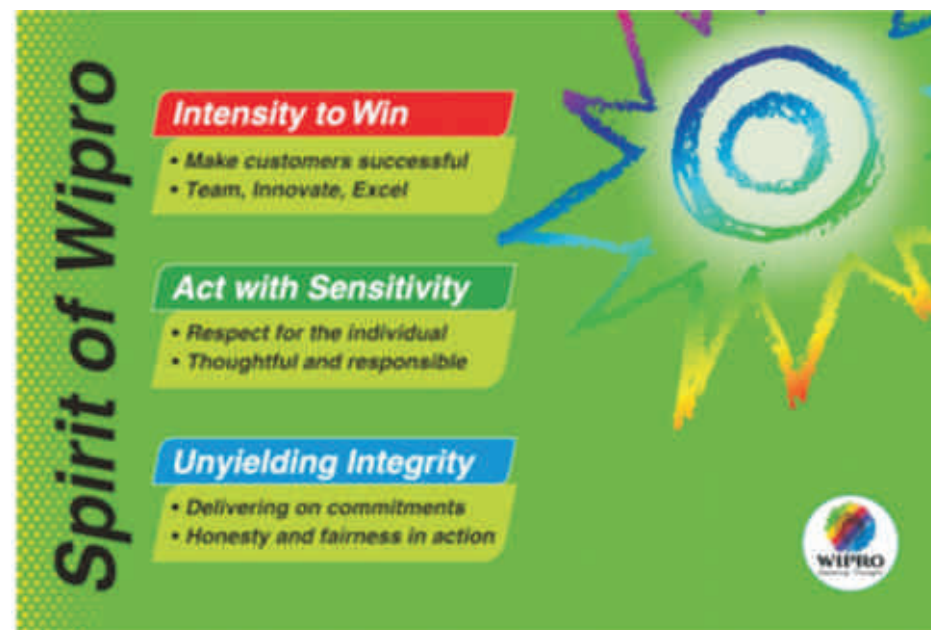 Spirit of Wipro
Intensity to Win
• Make customers successful
• Team, Innovate, Excel
Act with Sensitivity
• Respect for the individual
• Thoughtful and responsible
Unyielding Integrity
• Delivering on commitments
• Honesty and fairness in action
WIPRO